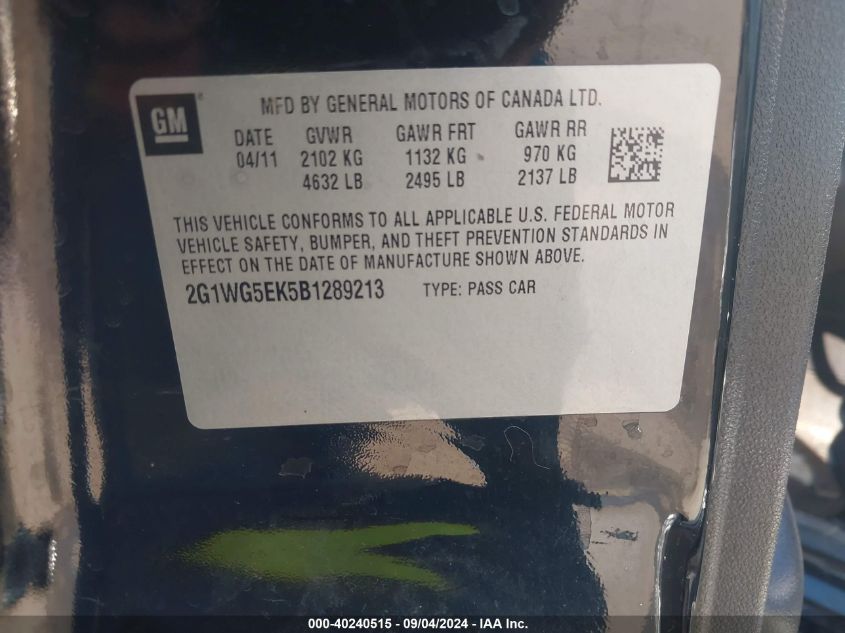 GM ®
MFD BY GENERAL MOTORS OF CANADA LTD.
DATE GVWR GAWR FRT GAWR RR
04/11 2102 KG 1132 KG 970 KG
4632 LB 2495 LB 2137 LB
THIS VEHICLE CONFORMS TO ALL APPLICABLE U.S. FEDERAL MOTOR
VEHICLE SAFETY, BUMPER, AND THEFT PREVENTION STANDARDS IN
EFFECT ON THE DATE OF MANUFACTURE SHOWN ABOVE.
2G1WG5EK5B1289213 TYPE: PASS CAR
000-40240515 - 09/04/2024 - IAA Inc.